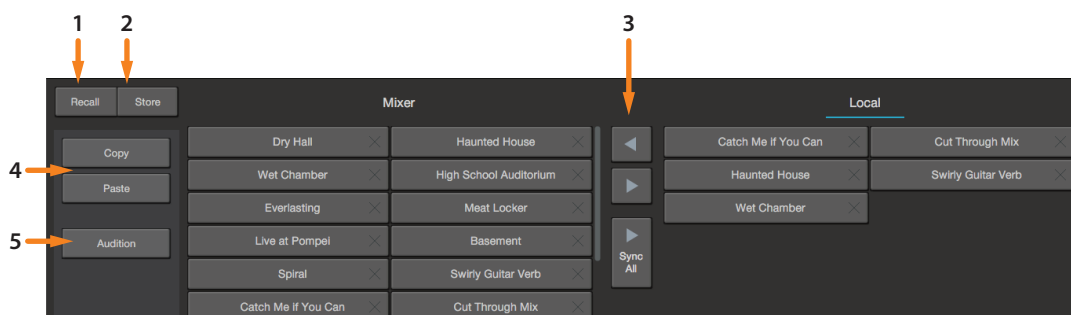 1 2 3
Recall Store Mixer Local
Copy Dry Hall Haunted House Catch Me if You Can Cut Through Mix
4
Paste Wet Chamber High School Auditorium Haunted House Swirly Guitar Verb
Everlasting Meat Locker Wet Chamber
5 Audition Live at Pompei Basement
Sync
All
Spiral Swirly Guitar Verb
Catch Me if You Can Cut Through Mix